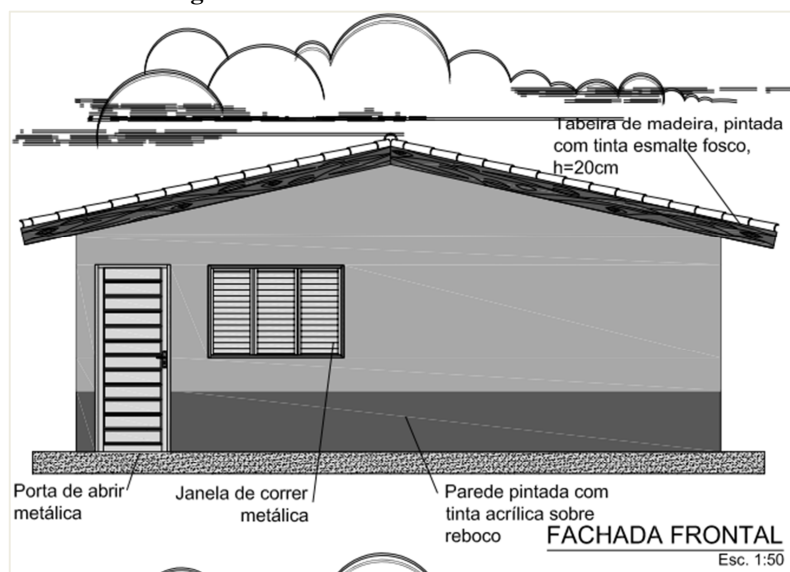 Tabeira de madeira, pintada
com tinta esmalte fosco,
h=20cm
Porta de abrir
metálica
Janela de correr
metálica
Parede pintada com
tinta acrílica sobre
reboco
FACHADA FRONTAL
Esc. 1:50